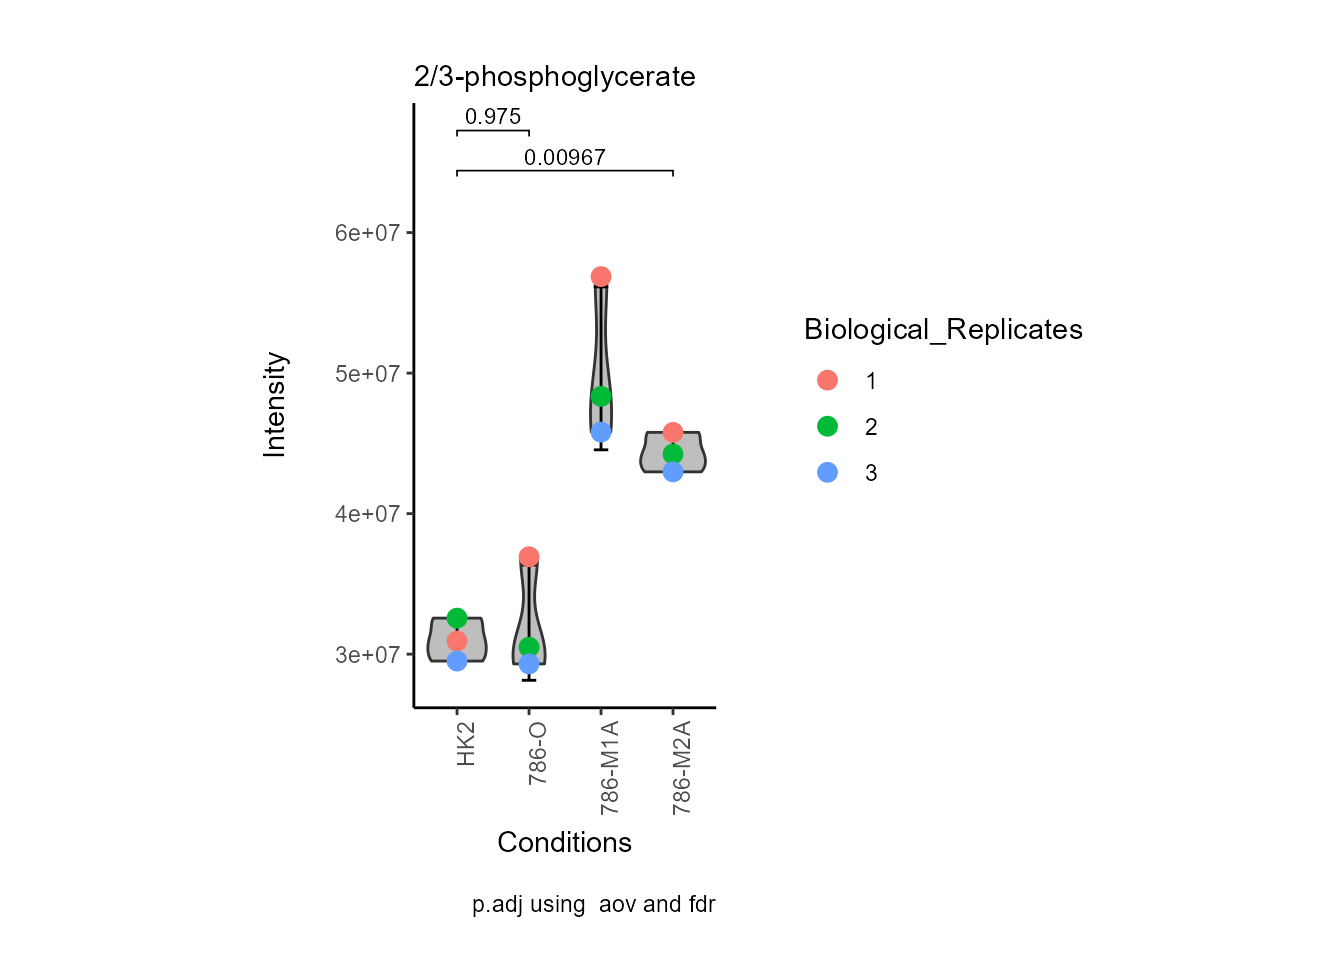 2/3-phosphoglycerate
0.975
0.00967
6e+07
5e+07
4e+07
3e+07
Intensity
HK2
786-O
786-M1A
786-M2A
Conditions
Biological_Replicates
1
2
3
p.adj using  aov and fdr